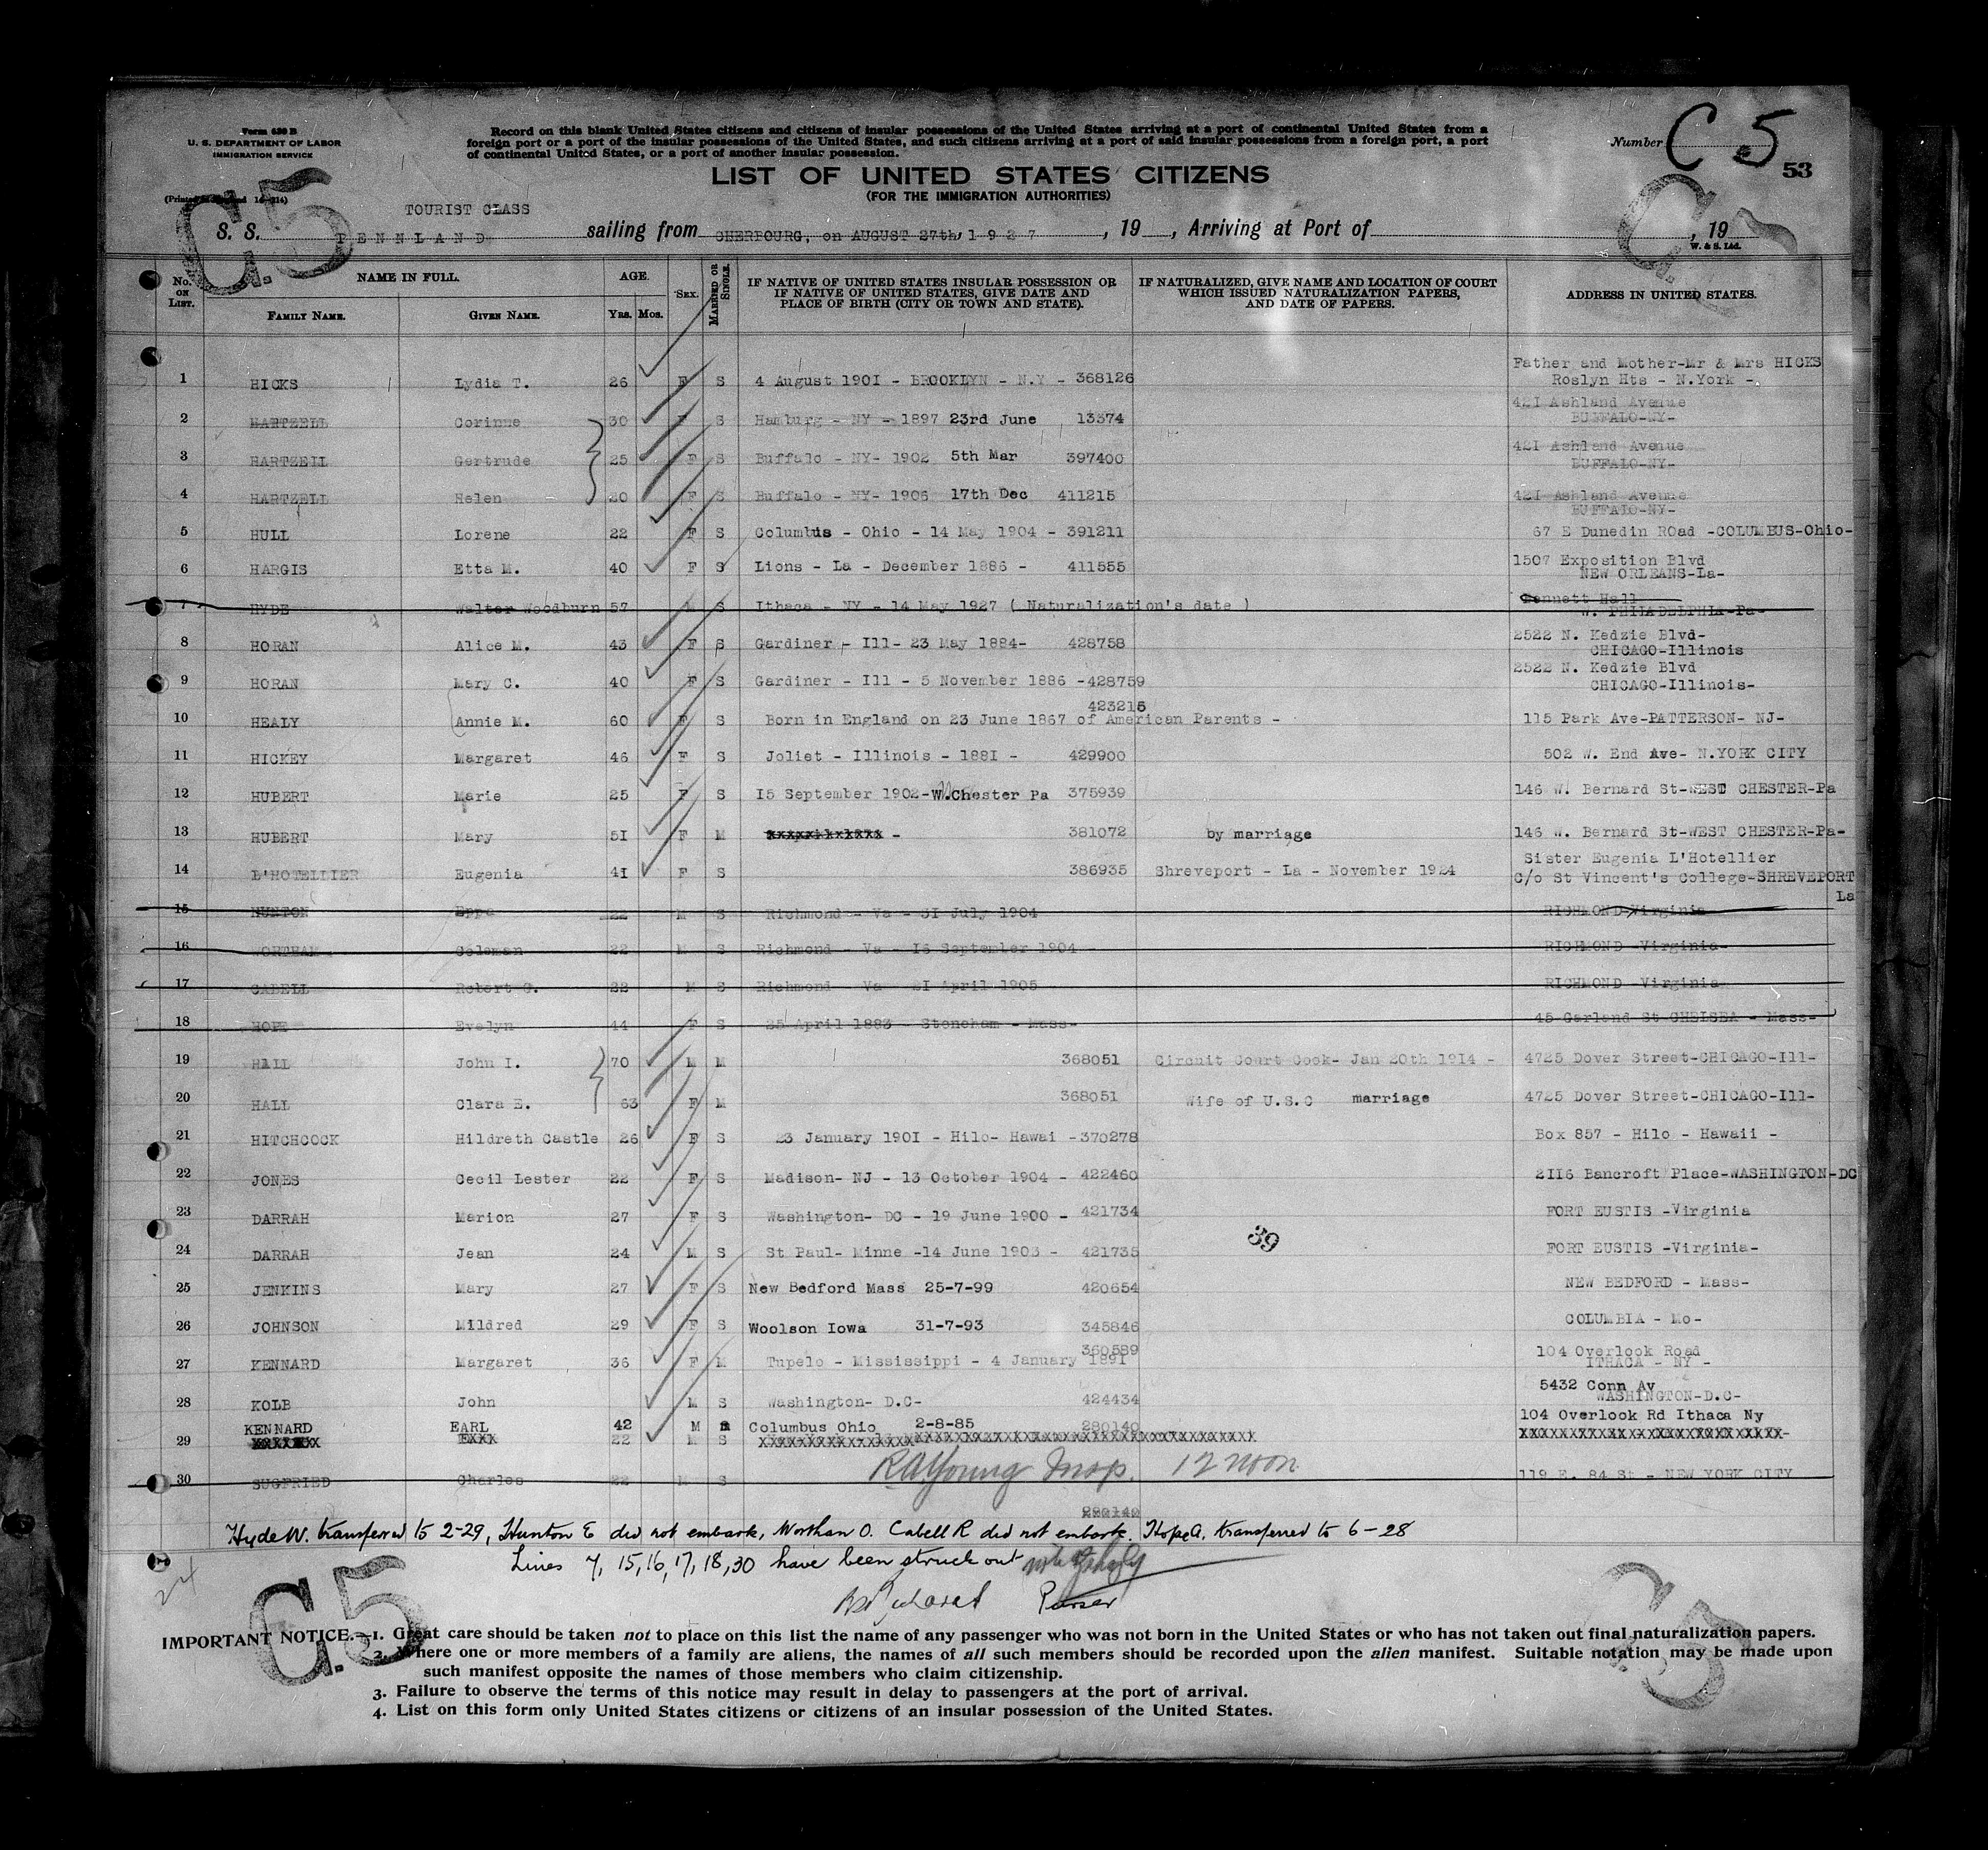 Form 630 B
U. S. DEPARTMENT OF LABOR
IMMIGRATION SERVICE
Record on this blank United States citizens and citizens of insular possessions of the United States arriving at a port of continental United States from a
foreign port or a port of the insular possessions of the United States, and such citizens arriving at a port of said insular possessions from a foreign port, a port
of continental United States, or a port of another insular possession.
Number C 5
53
LIST OF UNITED STATES CITIZENS
(FOR THE IMMIGRATION AUTHORITIES)
C5
TOURIST CLASS
S. S. PENNLAND sailing from CHERBOURG, on AUGUST 27th, 1927, 19 , Arriving at Port of , 19
W. & S. Ltd.
No. ON LIST. NAME IN FULL. FAMILY NAME. GIVEN NAME. AGE. YRS. MOS. SEX. MARRIED OR SINGLE. IF NATIVE OF UNITED STATES INSULAR POSSESSION OR IF NATIVE OF UNITED STATES, GIVE DATE AND PLACE OF BIRTH (CITY OR TOWN AND STATE). IF NATURALIZED, GIVE NAME AND LOCATION OF COURT WHICH ISSUED NATURALIZATION PAPERS, AND DATE OF PAPERS. ADDRESS IN UNITED STATES.
1 HICKS Lydia T. 26 F S 4 August 1901 - BROOKLYN - N.Y - 368126 Father and Mother-Mr & Mrs HICKS Roslyn Hts - N.York -
2 HARTZELL Corinne 30 F S Hamburg - NY - 1897 23rd June 13374 421 Ashland Avenue BUFFALO-NY-
3 HARTZELL Gertrude 25 F S Buffalo - NY- 1902 5th Mar 397400 421 Ashland Avenue BUFFALO-NY-
4 HARTZELL Helen 20 F S Buffalo - NY- 1906 17th Dec 411215 421 Ashland Avenue BUFFALO-NY-
5 HULL Lorene 22 F S Columbus - Ohio - 14 May 1904 - 391211 67 E Dunedin ROad -COLUMBUS-Ohio-
6 HARGIS Etta M. 40 F S Lions - La - December 1886 - 411555 1507 Exposition Blvd NEW ORLEANS-La-
7 HYDE Walter Woodburn 57 S Ithaca - NY - 14 May 1927 ( Naturalization's date ) Bennett Hall W. PHILADELPHIA-Pa-
8 HORAN Alice M. 43 F S Gardiner - Ill- 23 May 1884- 428758 2522 N. Kedzie Blvd- CHICAGO-Illinois
9 HORAN Mary C. 40 F S Gardiner - Ill - 5 November 1886 -428759 2522 N. Kedzie Blvd CHICAGO-Illinois-
10 HEALY Annie M. 60 F S Born in England on 23 June 1867 of American Parents - 423215 115 Park Ave-PATTERSON- NJ-
11 HICKEY Margaret 46 F S Joliet - Illinois - 1881 - 429900 502 W. End Ave- N.YORK CITY
12 HUBERT Marie 25 F S 15 September 1902-W.Chester Pa 375939 146 W. Bernard St-WEST CHESTER-Pa
13 HUBERT Mary 51 F M - 381072 by marriage 146 W. Bernard St-WEST CHESTER-Pa-
14 L'HOTELLIER Eugenia 41 F S 386935 Shreveport - La - November 1924 Sister Eugenia L'Hotellier C/o St Vincent's College-SHREVEPORT La
15 HUNTON Eppa 22 M S Richmond - Va - 31 July 1904 RICHMOND-Virginia
16 WORTHAM Coleman 22 M S Richmond - Va - 15 September 1904 - RICHMOND -Virginia-
17 CABELL Robert G. 22 M S Richmond - Va - 21 April 1905 RICHMOND -Virginia-
18 HOPE Evelyn 44 F S 25 April 1883 - Stoneham - Mass- 45 Garland St CHELSEA - Mass-
19 HALL John I. 70 M M 368051 Circuit Court Cook- Jan 20th 1914 - 4725 Dover Street-CHICAGO-Ill-
20 HALL Clara E. 63 F M 368051 Wife of U.S.C marriage 4725 Dover Street-CHICAGO-Ill-
21 HITCHCOCK Hildreth Castle 26 F S 23 January 1901 - Hilo- Hawai -370278 Box 857 - Hilo - Hawaii -
22 JONES Cecil Lester 22 F S Madison- NJ - 13 October 1904 - 422460 2116 Bancroft Place-WASHINGTON-DC
23 DARRAH Marion 27 F S Washington- DC - 19 June 1900 - 421734 FORT EUSTIS -Virginia
24 DARRAH Jean 24 M S St Paul- Minne -14 June 1903 - 421735 39 FORT EUSTIS -Virginia-
25 JENKINS Mary 27 F S New Bedford Mass 25-7-99 420654 NEW BEDFORD - Mass-
26 JOHNSON Mildred 29 F S Woolson Iowa 31-7-93 345846 COLUMBIA - Mo-
27 KENNARD Margaret 36 F M Tupelo - Mississippi - 4 January 1891 360589 104 Overlook Road ITHACA - NY -
28 KOLB John M S Washington- D.C- 424434 5432 Conn Av WASHINGTON-D.C-
KENNARD EARL 42 M m Columbus Ohio 2-8-85 280140 104 Overlook Rd Ithaca Ny
29 22 M S
30 SUGFRIED Charles 22 M S 119 E. 84 St - NEW YORK CITY
RAYoung Insp. 12 noon
280140
Hyde W. transferred to 2-29, Hunton E did not embark, Worthan O. Cabell R did not embark. Hope A, transferred to 6-28
Lines 7, 15, 16, 17, 18, 30 have been struck out
Purser
24
C5
IMPORTANT NOTICE.—1. Great care should be taken not to place on this list the name of any passenger who was not born in the United States or who has not taken out final naturalization papers.
2. Where one or more members of a family are aliens, the names of all such members should be recorded upon the alien manifest. Suitable notation may be made upon
such manifest opposite the names of those members who claim citizenship.
3. Failure to observe the terms of this notice may result in delay to passengers at the port of arrival.
4. List on this form only United States citizens or citizens of an insular possession of the United States.